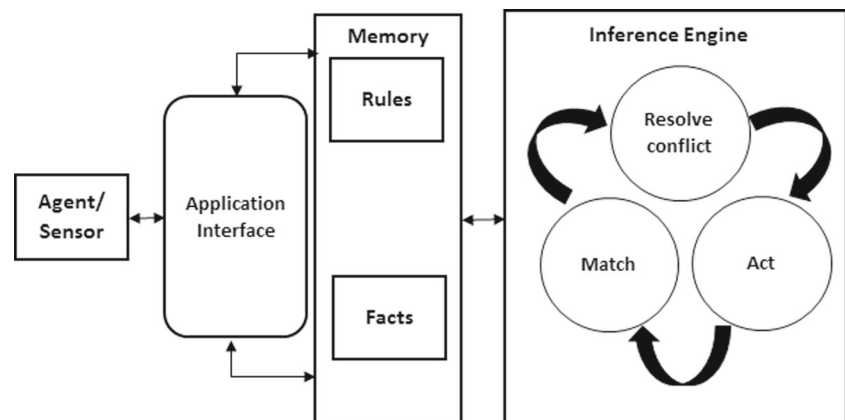 Memory
Inference Engine
Rules
Resolve
conflict
Agent/
Sensor
Application
Interface
Match
Act
Facts